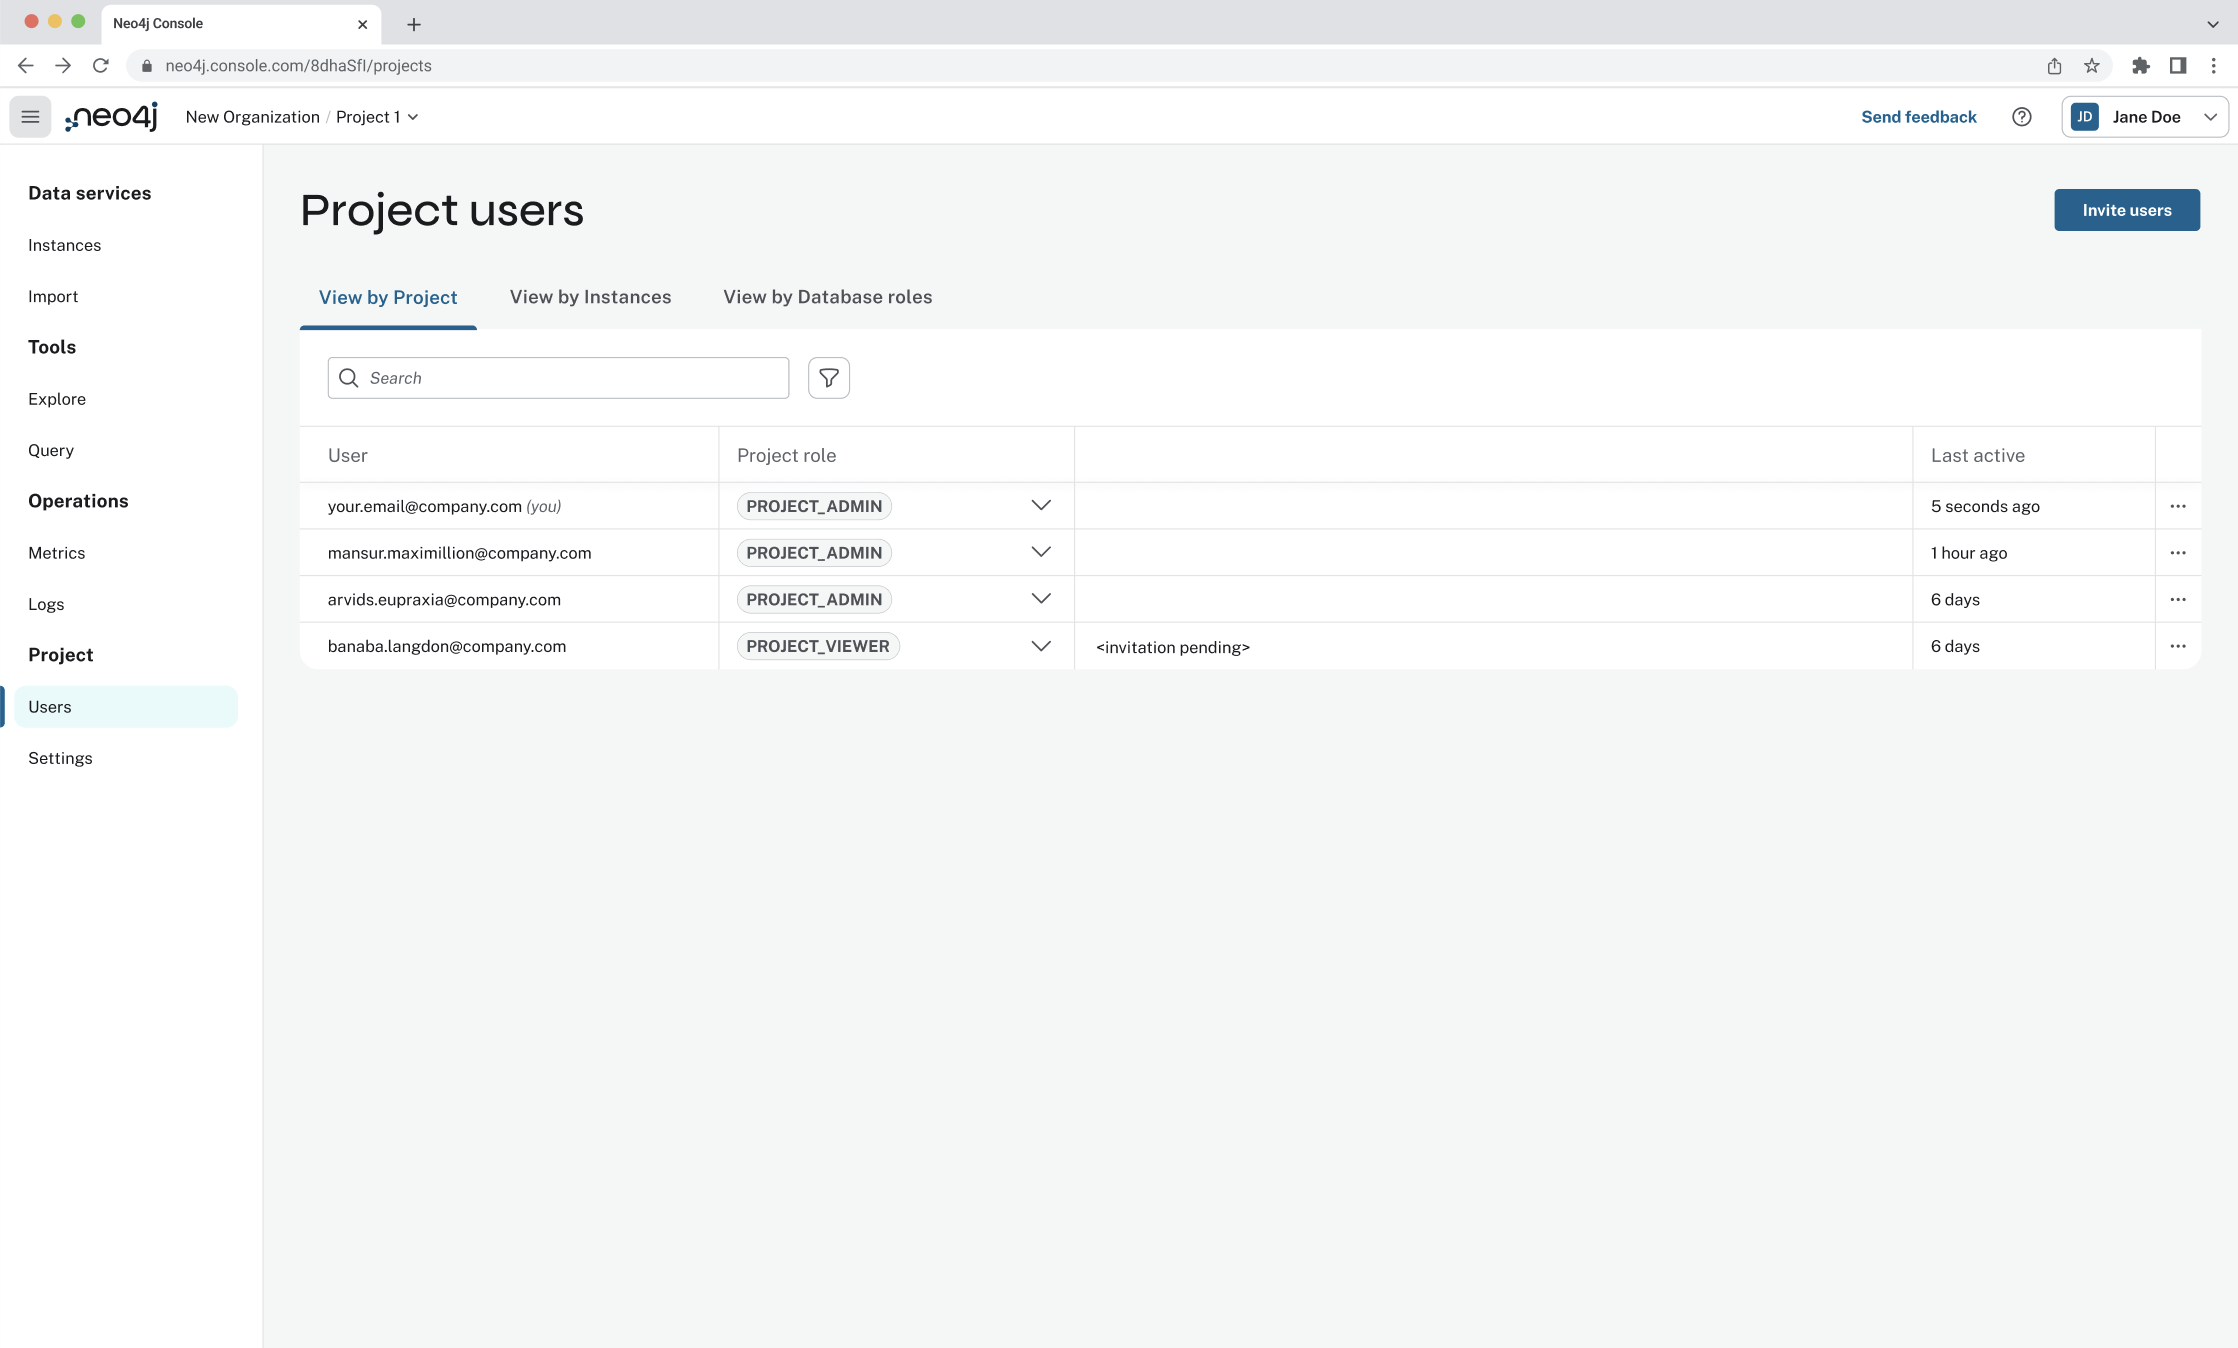 Neo4j Console
neo4j.console.com/8dhaSfl/projects
neo4j
New Organization / Project 1
Send feedback
JD
Jane Doe
Data services
Instances
Import
Tools
Explore
Query
Operations
Metrics
Logs
Project
Users
Settings
Project users
Invite users
View by Project View by Instances View by Database roles
Search
User Project role Last active
your.email@company.com (you) PROJECT_ADMIN 5 seconds ago
mansur.maximillion@company.com PROJECT_ADMIN 1 hour ago
arvids.eupraxia@company.com PROJECT_ADMIN 6 days
banaba.langdon@company.com PROJECT_VIEWER <invitation pending> 6 days